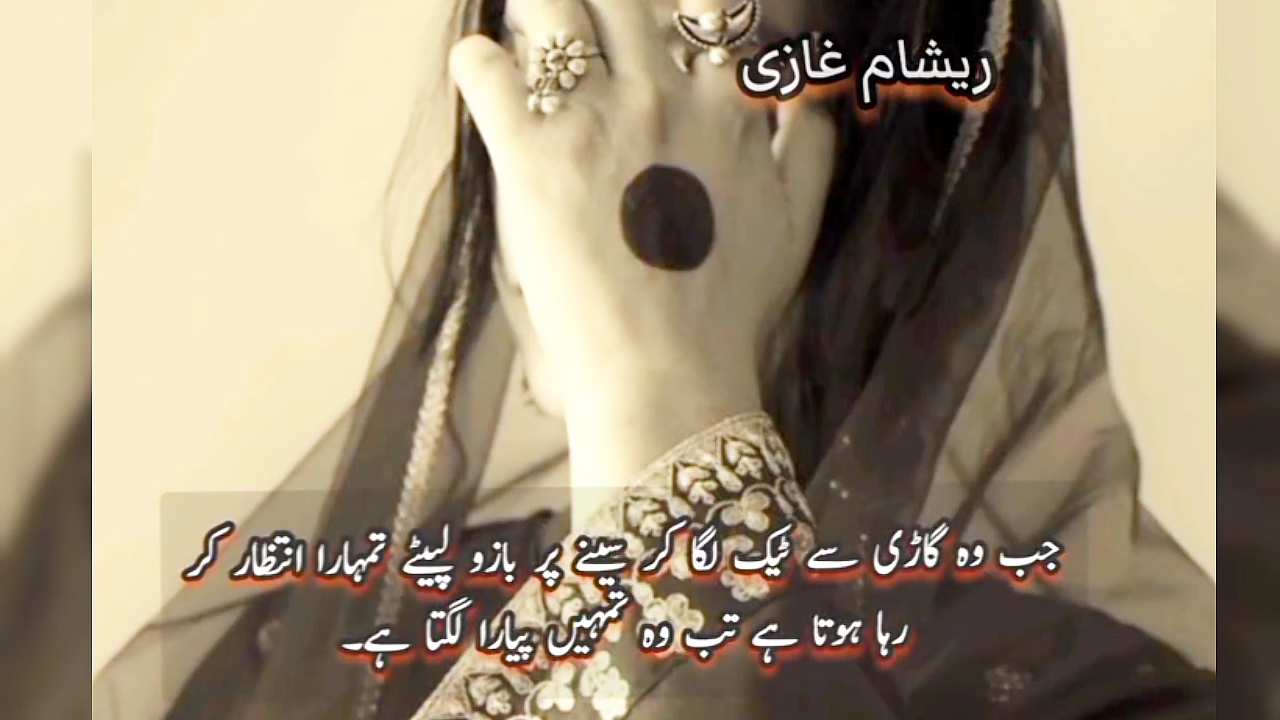 ریشام غازی
جب وہ گاڑی سے ٹیک لگا کر سینے پر بازو لپیٹے تمہارا انتظار کر
رہا ہوتا ہے تب وہ تمہیں پیارا لگتا ہے۔